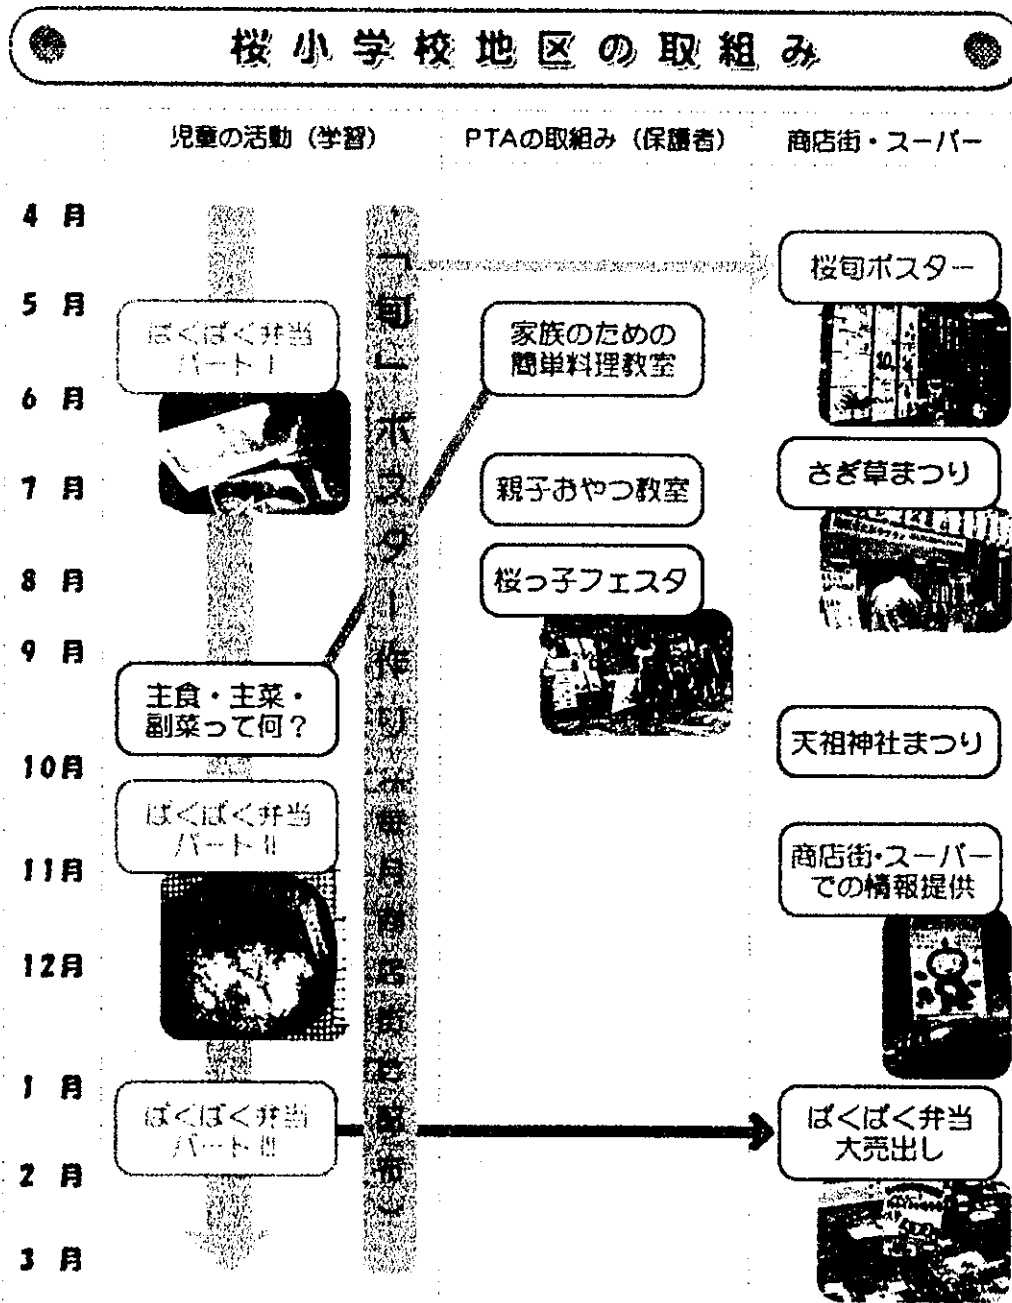 桜小学校地区の取組み
児童の活動（学習）
PTAの取組み（保護者）
商店街・スーパー
4月
5月
6月
7月
8月
9月
10月
11月
12月
1月
2月
3月
ぱくぱく弁当
パートⅠ
主食・主菜・
副菜って何？
ぱくぱく弁当
パートⅡ
ぱくぱく弁当
パートⅢ
「旬」ポスター作り
家族のための
簡単料理教室
親子おやつ教室
桜っ子フェスタ
桜旬ポスター
さぎ草まつり
天祖神社まつり
商店街・スーパー
での情報提供
ぱくぱく弁当
大売出し